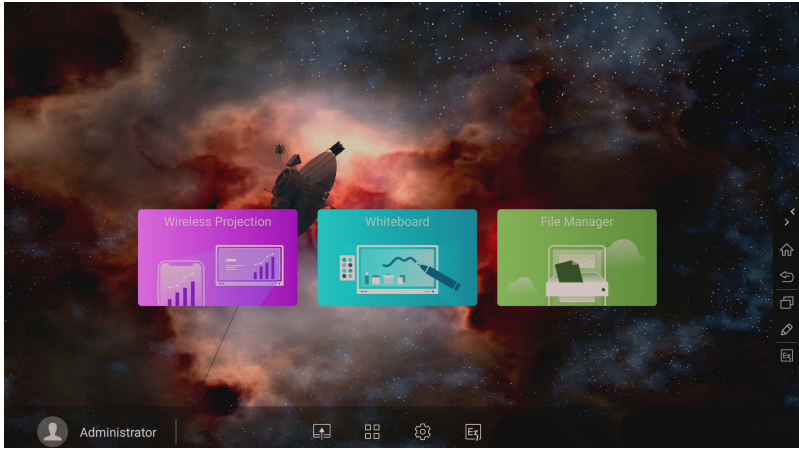 Wireless Projection
Whiteboard
File Manager
Administrator